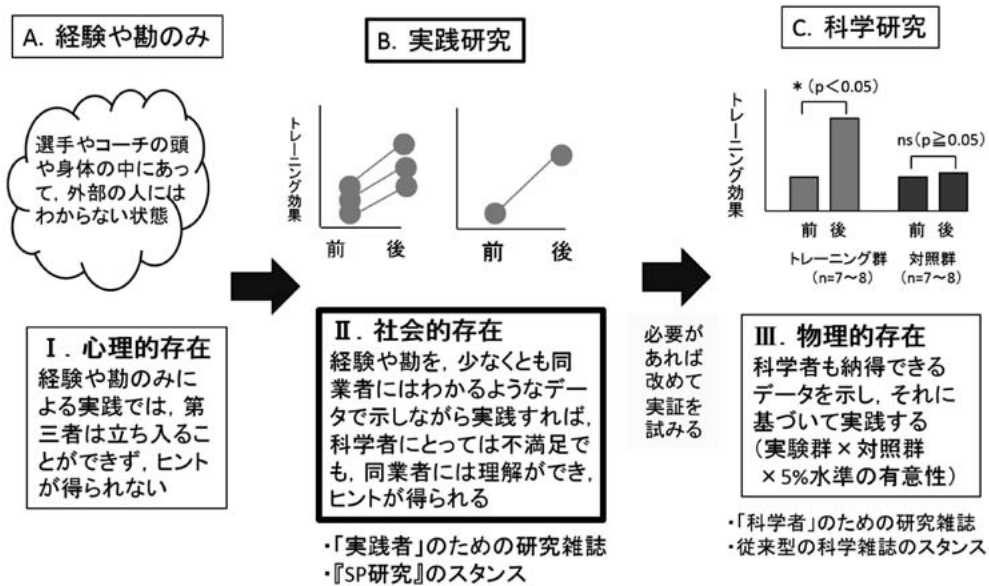 A. 経験や勘のみ
選手やコーチの頭
や身体の中にあっ
て，外部の人には
わからない状態
Ⅰ. 心理的存在
経験や勘のみに
よる実践では，第
三者は立ち入るこ
とができず，ヒント
が得られない
B. 実践研究
トレーニング効果
前 後
前 後
Ⅱ. 社会的存在
経験や勘を，少なくとも同
業者にはわかるようなデー
タで示しながら実践すれば，
科学者にとっては不満足で
も，同業者には理解ができ，
ヒントが得られる
・「実践者」のための研究雑誌
・『SP研究』のスタンス
必要が
あれば
改めて
実証を
試みる
C. 科学研究
トレーニング効果
*(p<0.05)
ns(p≧0.05)
前 後 前 後
トレーニング群 対照群
(n=7～8) (n=7～8)
Ⅲ. 物理的存在
科学者も納得できる
データを示し，それに
基づいて実践する
（実験群×対照群
×5%水準の有意性）
・「科学者」のための研究雑誌
・従来型の科学雑誌のスタンス